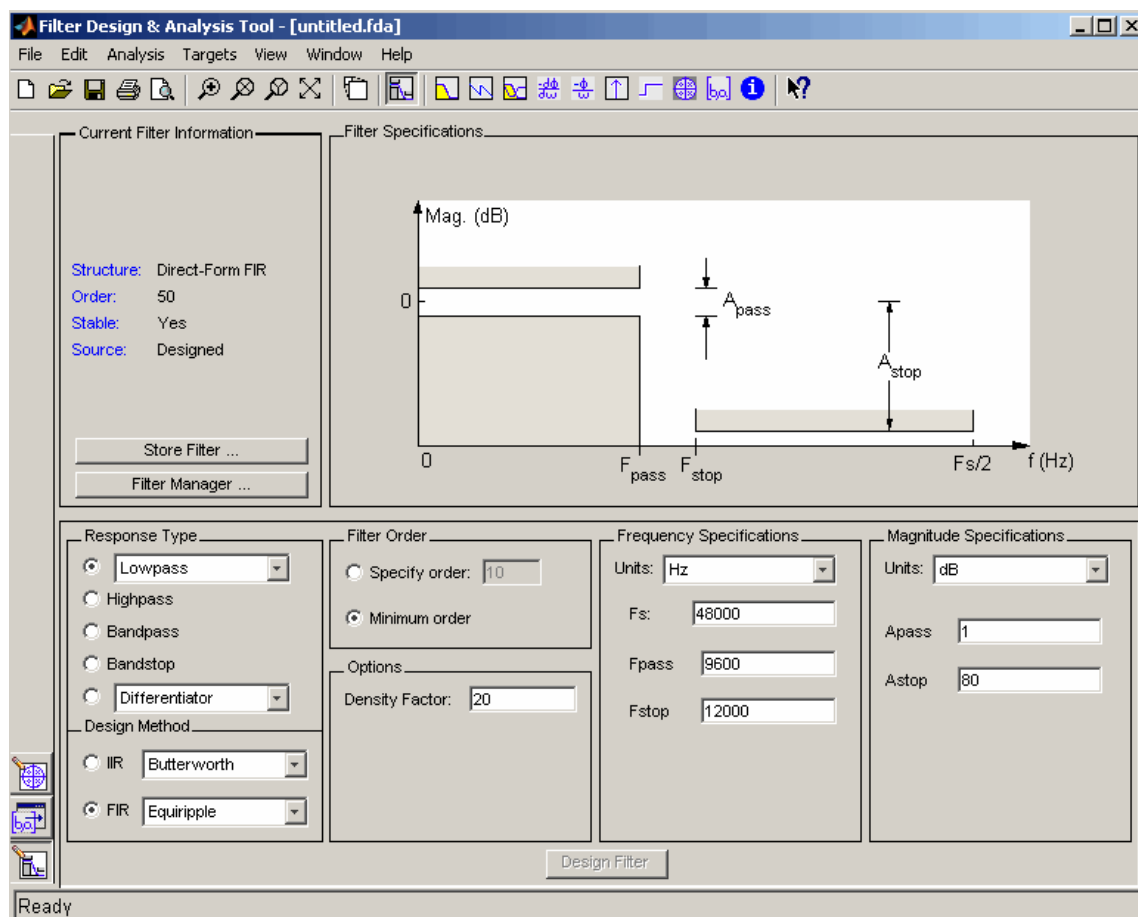 Filter Design & Analysis Tool - [untitled.fda]
File Edit Analysis Targets View Window Help
Current Filter Information
Structure: Direct-Form FIR
Order: 50
Stable: Yes
Source: Designed
Store Filter ...
Filter Manager ...
Filter Specifications
Mag. (dB)
0
Apass
Astop
0
Fpass
Fstop
Fs/2
f (Hz)
Response Type
Lowpass
Highpass
Bandpass
Bandstop
Differentiator
Design Method
IIR Butterworth
FIR Equiripple
Filter Order
Specify order: 10
Minimum order
Options
Density Factor: 20
Frequency Specifications
Units: Hz
Fs: 48000
Fpass 9600
Fstop 12000
Magnitude Specifications
Units: dB
Apass 1
Astop 80
Design Filter
Ready